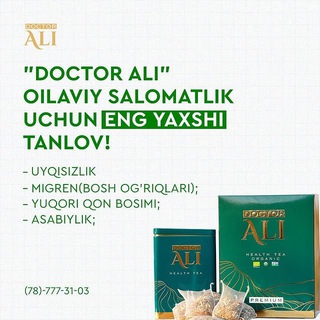 DOCTOR
ALI
"DOCTOR ALI"
OILAVIY SALOMATLIK
UCHUN ENG YAXSHI
TANLOV!
- UYQISIZLIK
- MIGREN(BOSH OG'RIQLARI);
- YUQORI QON BOSIMI;
- ASABIYLIK;
(78)-777-31-03
DOCTOR
ALI
HEALTH TEA
DOCTOR
ALI
HEALTH TEA
ORGANIC
PREMIUM